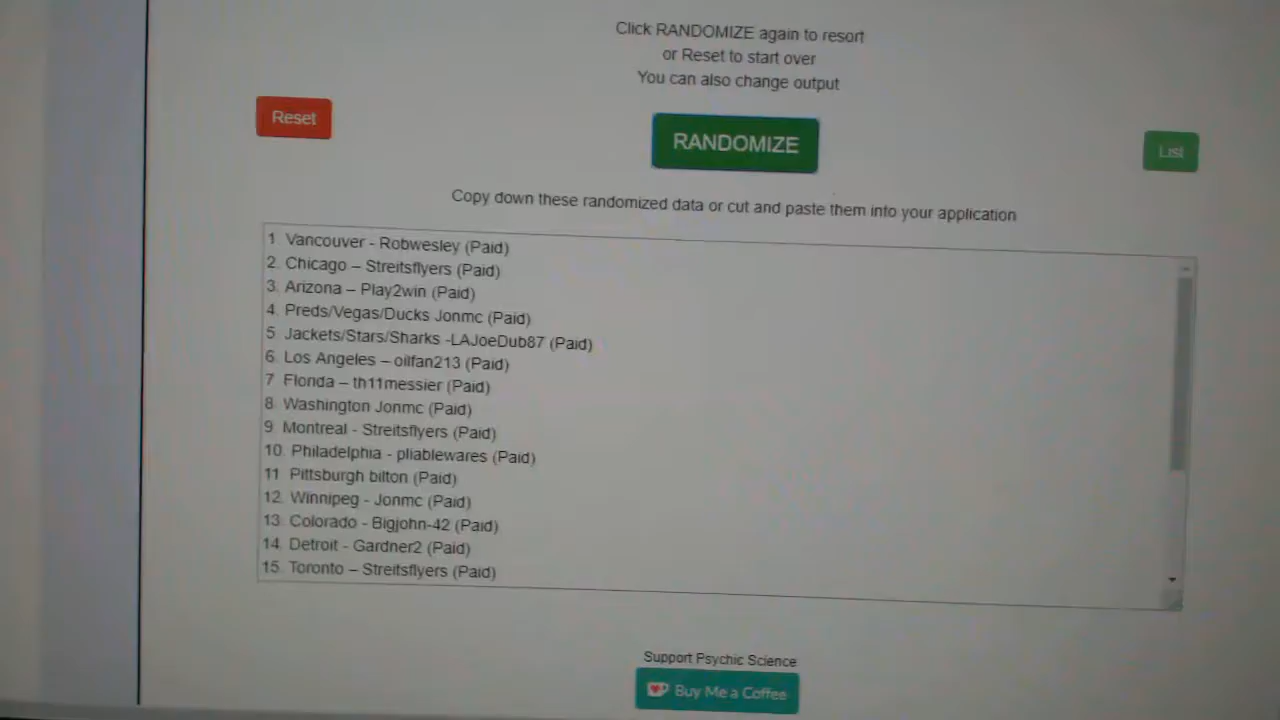 Click RANDOMIZE again to resort
or Reset to start over
You can also change output
Reset
RANDOMIZE
List
Copy down these randomized data or cut and paste them into your application
1. Vancouver - Robwesley (Paid)
2. Chicago – Streitsflyers (Paid)
3. Arizona – Play2win (Paid)
4. Preds/Vegas/Ducks Jonmc (Paid)
5. Jackets/Stars/Sharks -LAJoeDub87 (Paid)
6. Los Angeles – oilfan213 (Paid)
7. Florida – th11messier (Paid)
8. Washington Jonmc (Paid)
9. Montreal - Streitsflyers (Paid)
10. Philadelphia - pliablewares (Paid)
11. Pittsburgh bilton (Paid)
12. Winnipeg - Jonmc (Paid)
13. Colorado - Bigjohn-42 (Paid)
14. Detroit - Gardner2 (Paid)
15. Toronto – Streitsflyers (Paid)
Support Psychic Science
Buy Me a Coffee